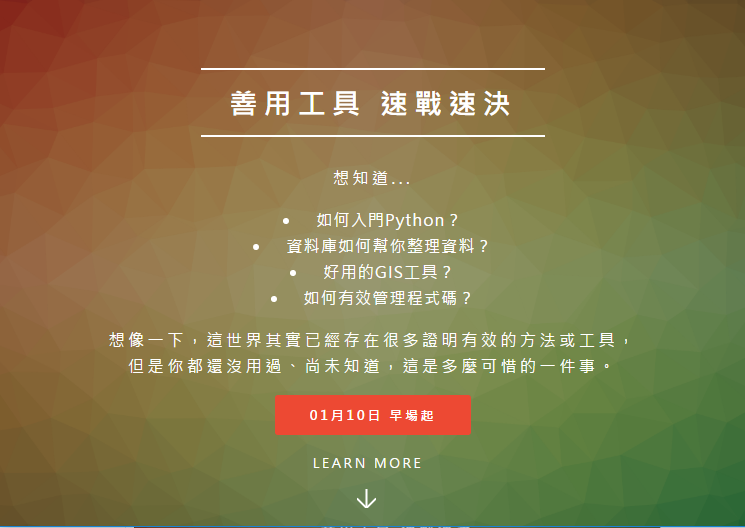 善用工具 速戰速決
想知道...
• 如何入門Python？
• 資料庫如何幫你整理資料？
• 好用的GIS工具？
• 如何有效管理程式碼？
想像一下，這世界其實已經存在很多證明有效的方法或工具，
但是你都還沒用過、尚未知道，這是多麼可惜的一件事。
01月10日 早場起
LEARN MORE